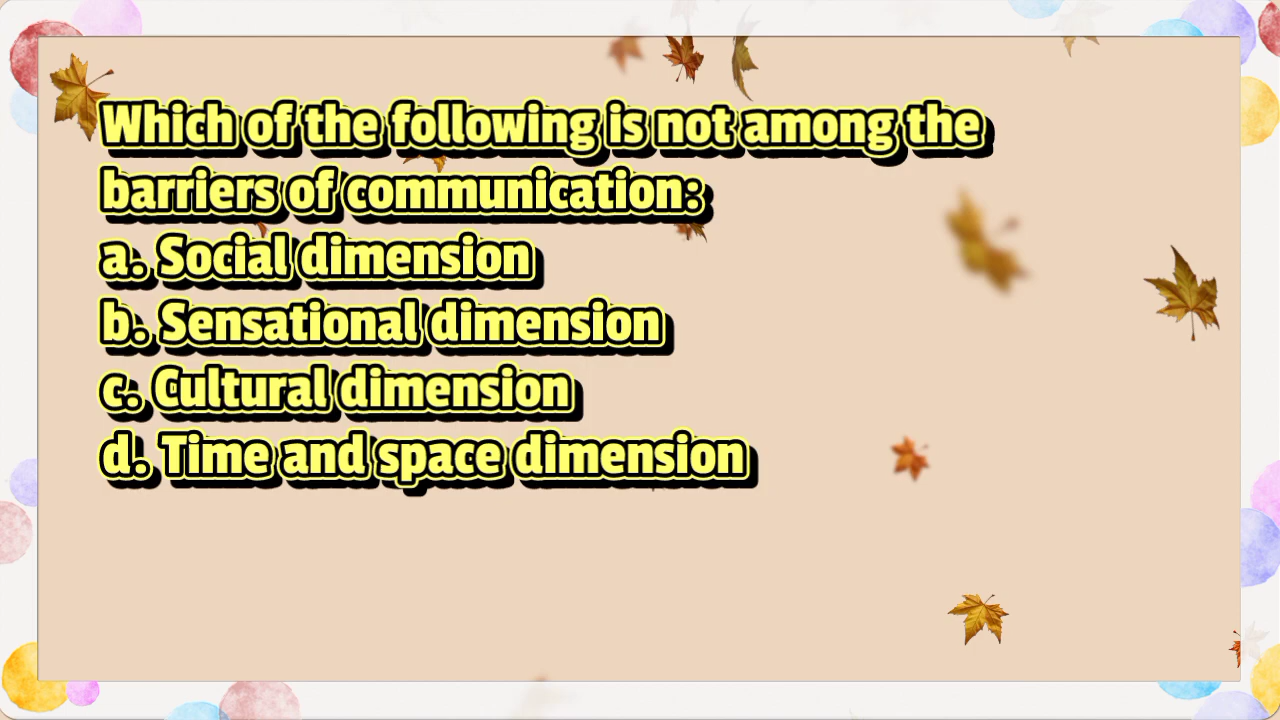 Which of the following is not among the
barriers of communication:
a. Social dimension
b. Sensational dimension
c. Cultural dimension
d. Time and space dimension